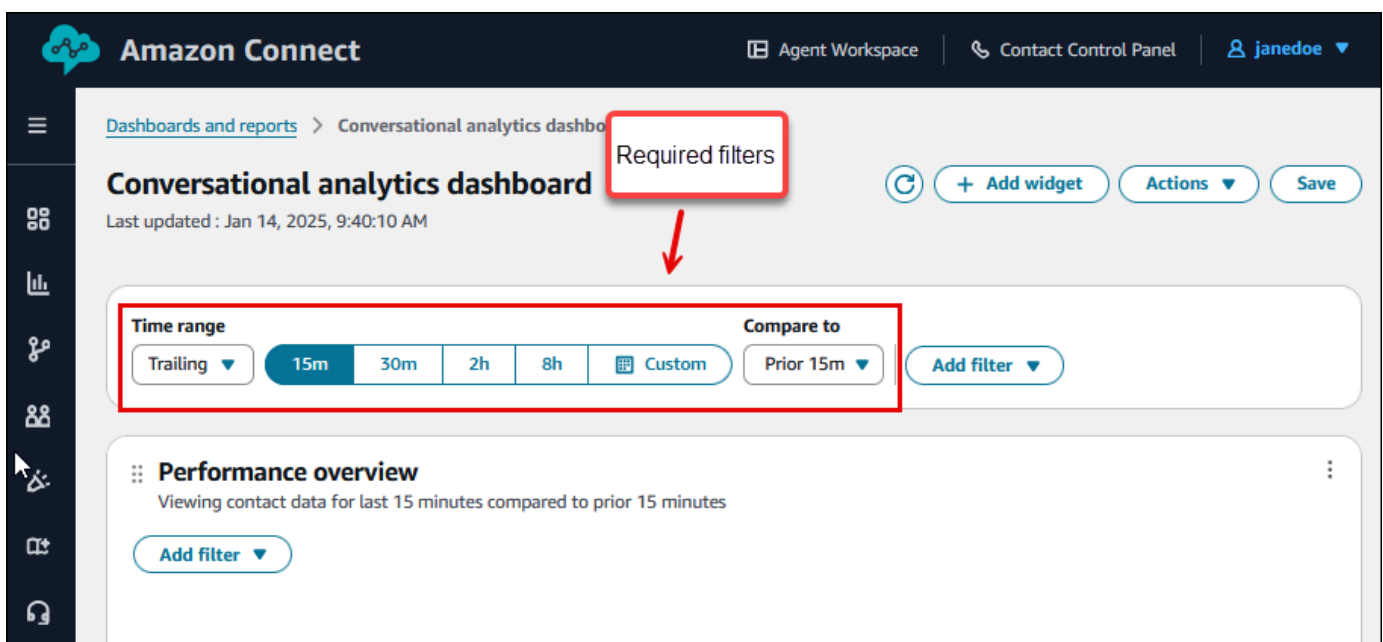 Amazon Connect
Agent Workspace
Contact Control Panel
janedoe
Dashboards and reports > Conversational analytics dashbo
Required filters
Conversational analytics dashboard
+ Add widget
Actions
Save
Last updated : Jan 14, 2025, 9:40:10 AM
Time range
Compare to
Trailing
15m
30m
2h
8h
Custom
Prior 15m
Add filter
Performance overview
Viewing contact data for last 15 minutes compared to prior 15 minutes
Add filter